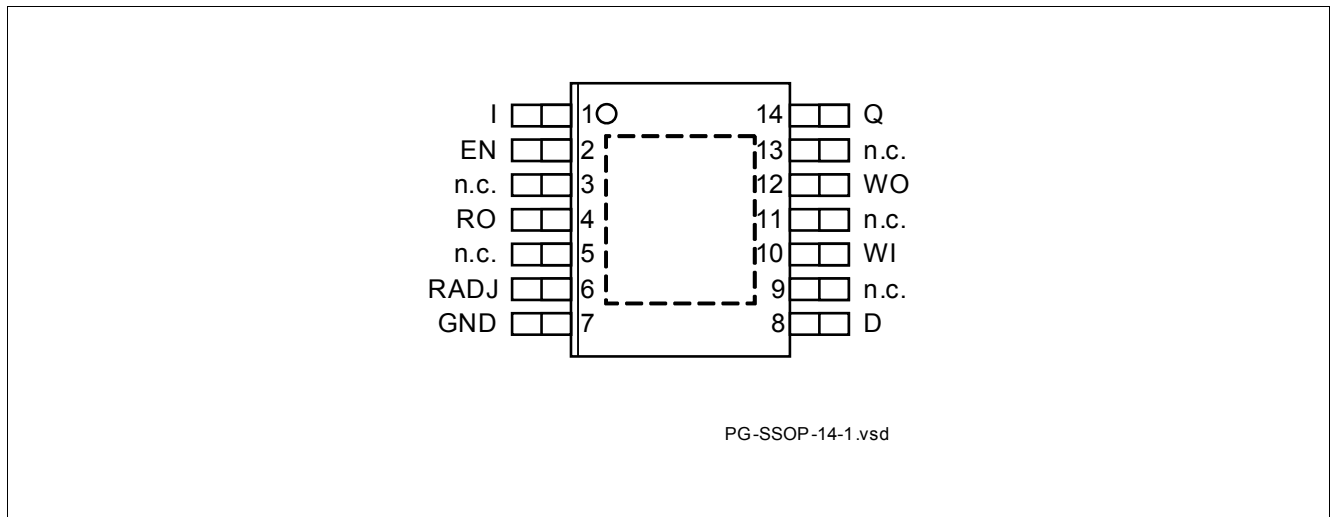 I 1 14 Q
EN 2 13 n.c.
n.c. 3 12 WO
RO 4 11 n.c.
n.c. 5 10 WI
RADJ 6 9 n.c.
GND 7 8 D
PG-SSOP-14-1.vsd